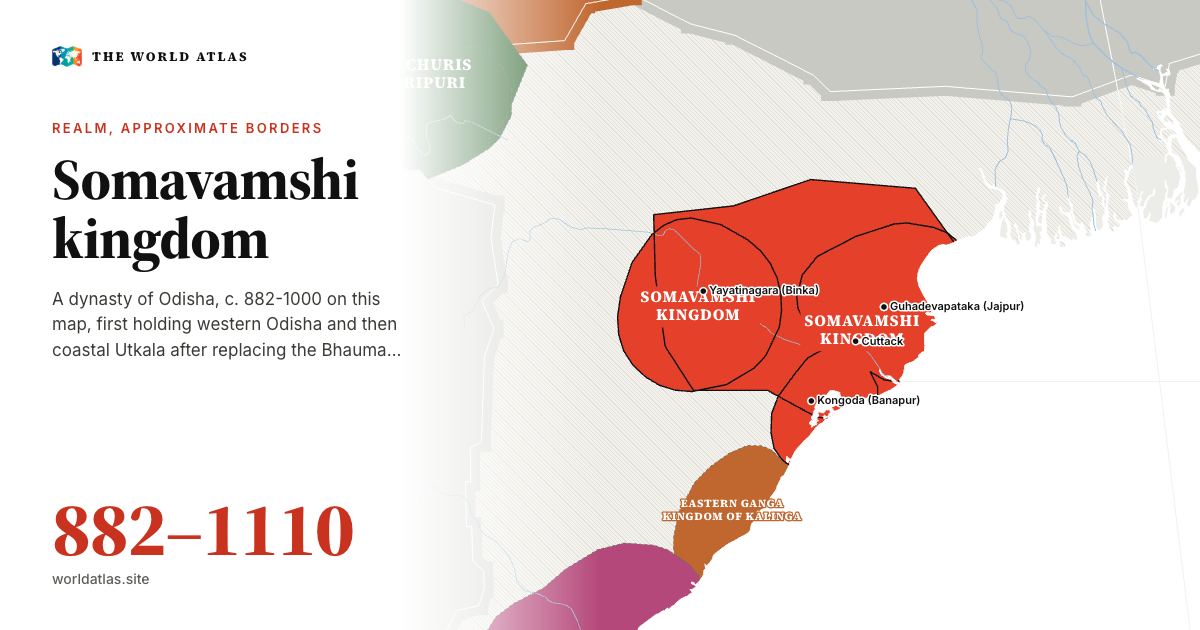 THE WORLD ATLAS
REALM, APPROXIMATE BORDERS
Somavamshi
kingdom
A dynasty of Odisha, c. 882-1000 on this
map, first holding western Odisha and then
coastal Utkala after replacing the Bhauma...
882–1110
worldatlas.site
CHURIS
RIPURI
SOMAVAMSHI
KINGDOM
Yayatinagara (Binka)
Guhadevapataka (Jajpur)
SOMAVAMSHI
KINGDOM
Cuttack
Kongoda (Banapur)
EASTERN GANGA
KINGDOM OF KALINGA